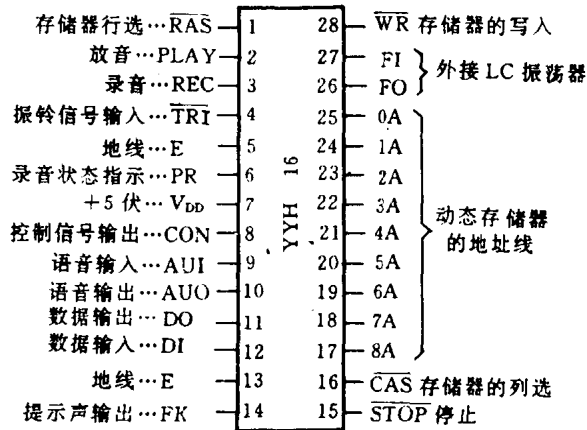 存储器行选…R̅A̅S̅ 1 28 W̅R̅ 存储器的写入
放音…PLAY 2 27 FI
录音…REC 3 26 FO
外接 LC 振荡器
振铃信号输入…T̅R̅I̅ 4 25 0A
地线…E 5 24 1A
录音状态指示…PR 6 23 2A
+5 伏…VDD 7 22 3A
控制信号输出…CON 8 21 4A
语音输入…AUI 9 20 5A
语音输出…AUO 10 19 6A
数据输出…DO 11 18 7A
数据输入…DI 12 17 8A
动态存储器
的地址线
地线…E 13 16 C̅A̅S̅ 存储器的列选
提示声输出…FK 14 15 S̅T̅O̅P̅ 停止
YYH 16